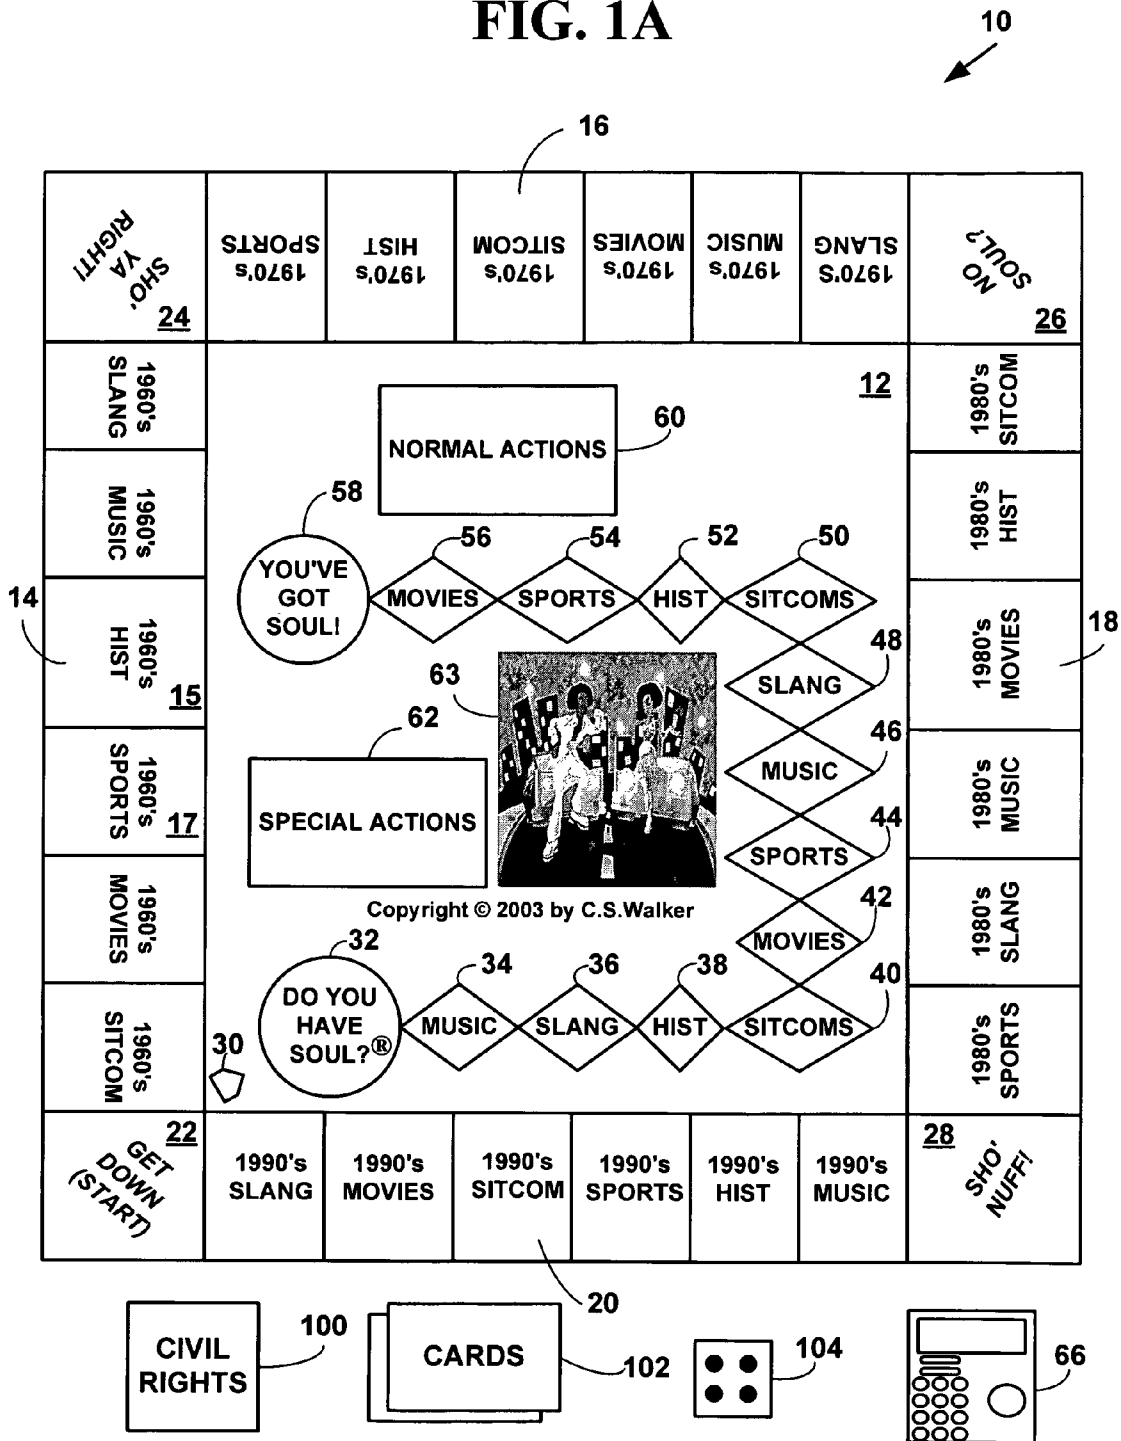 FIG. 1A
10
16
SHO'
YA
RIGHT!
24
1970's
SPORTS
1970's
HIST
1970's
SITCOM
1970's
MOVIES
1970's
MUSIC
1970'S
SLANG
NO
SOUL?
26
1960's
SLANG
1960's
MUSIC
14
1960's
HIST
15
1960's
SPORTS
17
1960's
MOVIES
1960's
SITCOM
12
NORMAL ACTIONS
60
58
YOU'VE
GOT
SOUL!
56
MOVIES
54
SPORTS
52
HIST
50
SITCOMS
48
SLANG
63
62
46
MUSIC
SPECIAL ACTIONS
44
SPORTS
Copyright © 2003 by C.S.Walker
42
MOVIES
32
DO YOU
HAVE
SOUL?®
34
MUSIC
36
SLANG
38
HIST
40
SITCOMS
30
1980's
SITCOM
1980's
HIST
18
1980's
MOVIES
1980's
MUSIC
1980's
SLANG
1980's
SPORTS
22
GET
DOWN
(START)
1990's
SLANG
1990's
MOVIES
1990's
SITCOM
1990's
SPORTS
1990's
HIST
1990's
MUSIC
28
SHO'
NUFF!
20
CIVIL
RIGHTS
100
CARDS
102
104
66